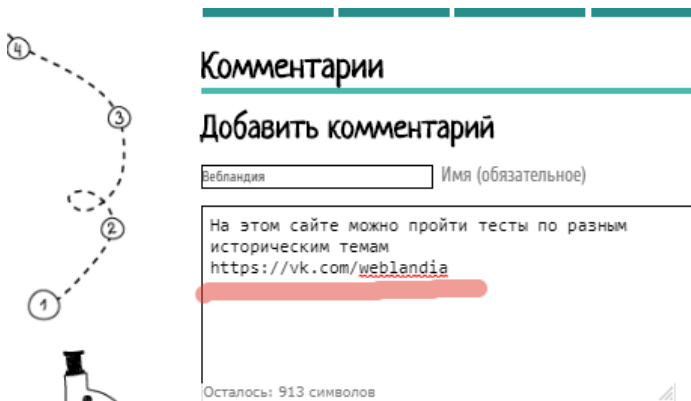 4
Комментарии
3
Добавить комментарий
Вебландия Имя (обязательное)
2
На этом сайте можно пройти тесты по разным
историческим темам
https://vk.com/weblandia
1
Осталось: 913 символов